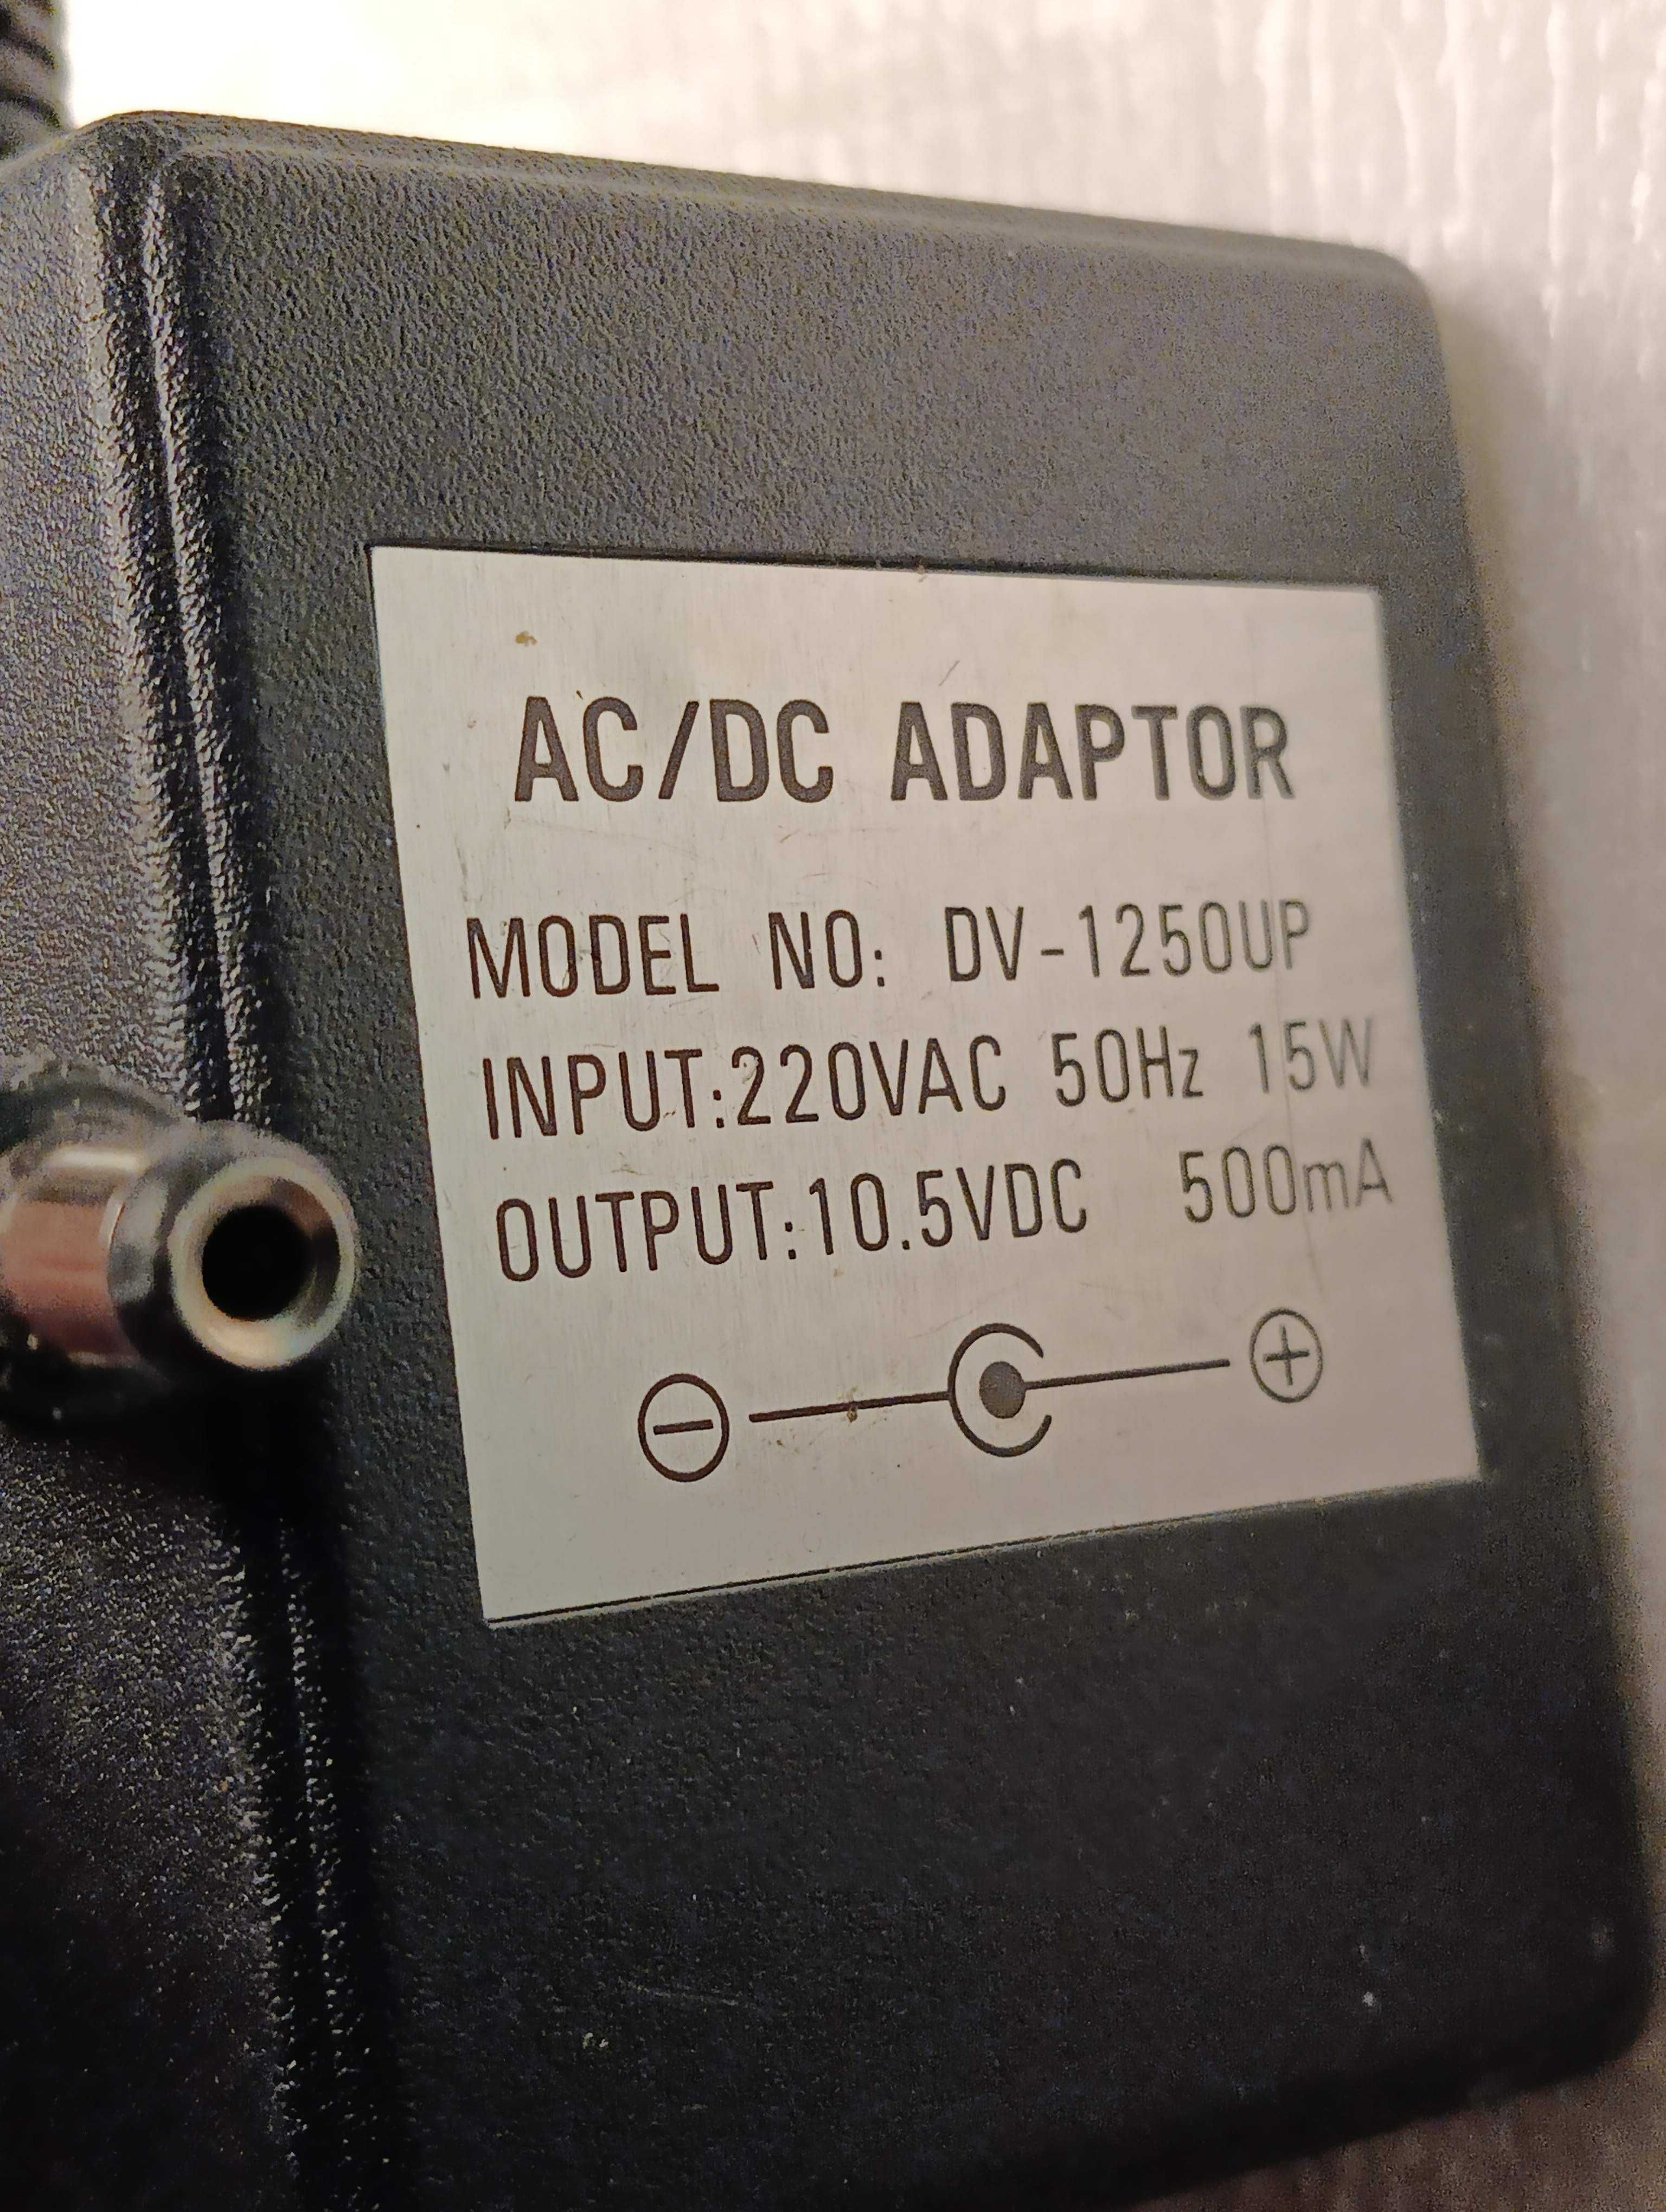 AC/DC ADAPTOR
MODEL NO: DV-1250UP
INPUT:220VAC 50Hz 15W
OUTPUT:10.5VDC 500mA